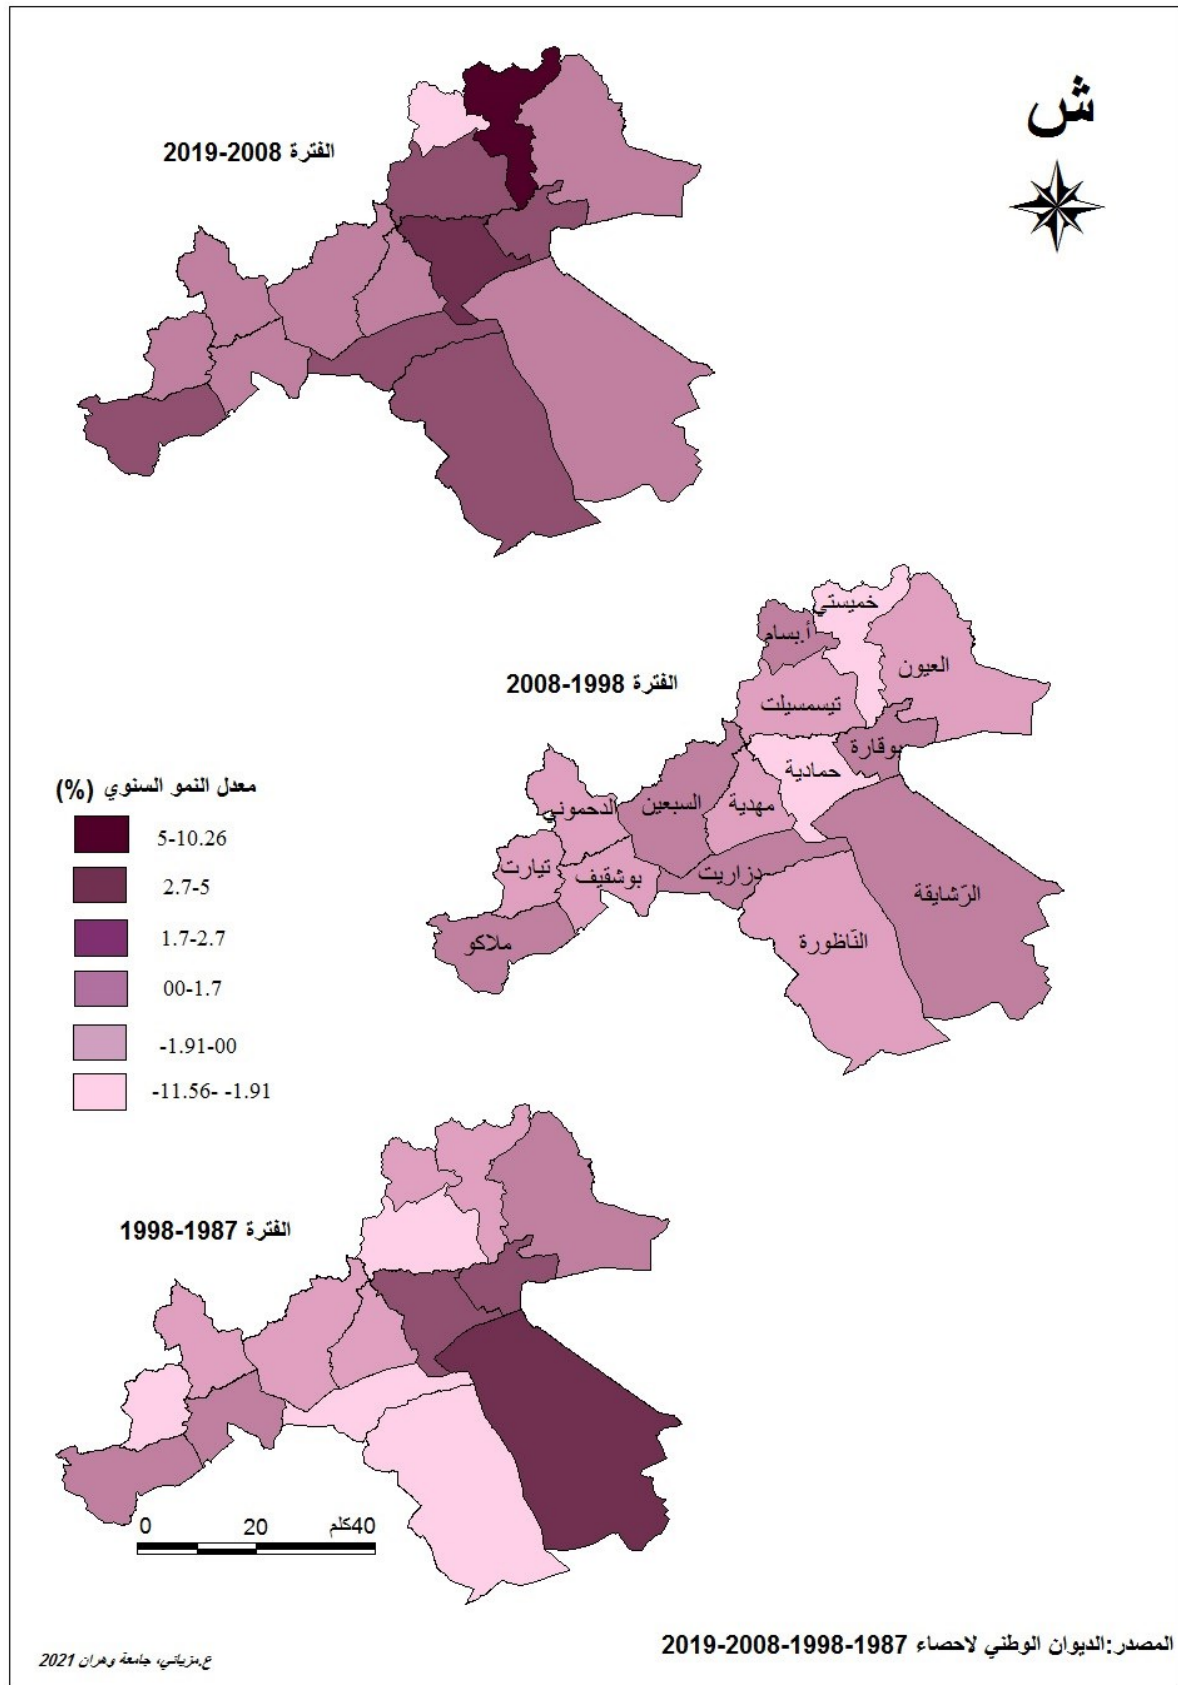 ش
الفترة 2008-2019
الفترة 1998-2008
خميستي
أ.بسام
العيون
تيسمسيلت
بوقارة
حمادية
السبعين
مهدية
الدحموني
تيارت
بوشقيف
دزاريت
الرّشايقة
ملاكو
النّاظورة
معدل النمو السنوي (%)
5-10.26
2.7-5
1.7-2.7
00-1.7
-1.91-00
-11.56- -1.91
الفترة 1987-1998
0 20 40كلم
المصدر:الديوان الوطني لاحصاء 1987-1998-2008-2019
ع.مزياني، جامعة وهران 2021